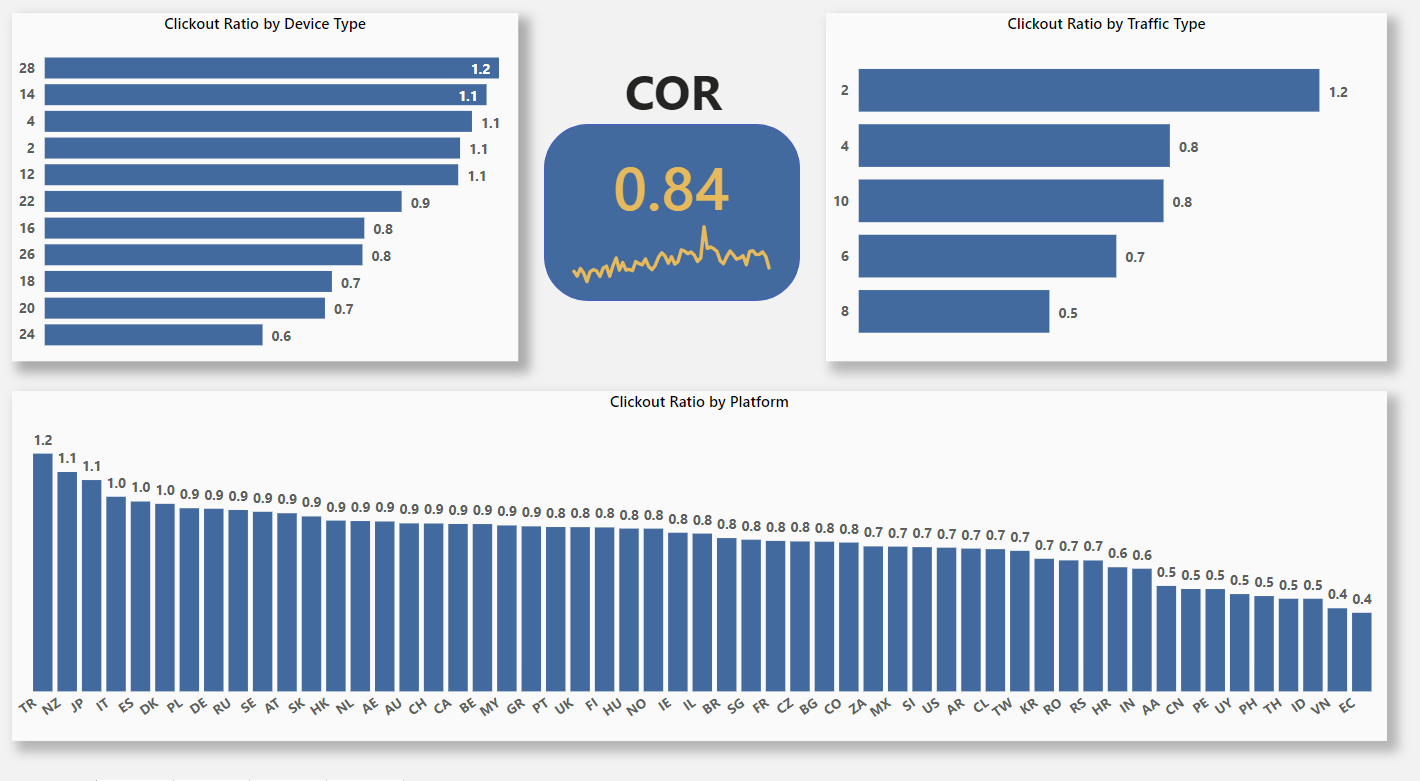 Clickout Ratio by Device Type
28 1.2
14 1.1
4 1.1
2 1.1
12 1.1
22 0.9
16 0.8
26 0.8
18 0.7
20 0.7
24 0.6
COR
0.84
Clickout Ratio by Traffic Type
2 1.2
4 0.8
10 0.8
6 0.7
8 0.5
Clickout Ratio by Platform
1.2 1.1 1.1 1.0 1.0 1.0 0.9 0.9 0.9 0.9 0.9 0.9 0.9 0.9 0.9 0.9 0.9 0.9 0.9 0.9 0.9 0.8 0.8 0.8 0.8 0.8 0.8 0.8 0.8 0.8 0.8 0.8 0.8 0.8 0.7 0.7 0.7 0.7 0.7 0.7 0.7 0.7 0.7 0.7 0.6 0.6 0.5 0.5 0.5 0.5 0.5 0.5 0.5 0.4 0.4
TR NZ JP IT ES DK PL DE RU SE AT SK HK NL AE AU CH CA BE MY GR PT UK FI HU NO IE IL BR SG FR CZ BG CO ZA MX SI US AR CL TW KR RO RS HR IN AA CN PE UY PH TH ID VN EC